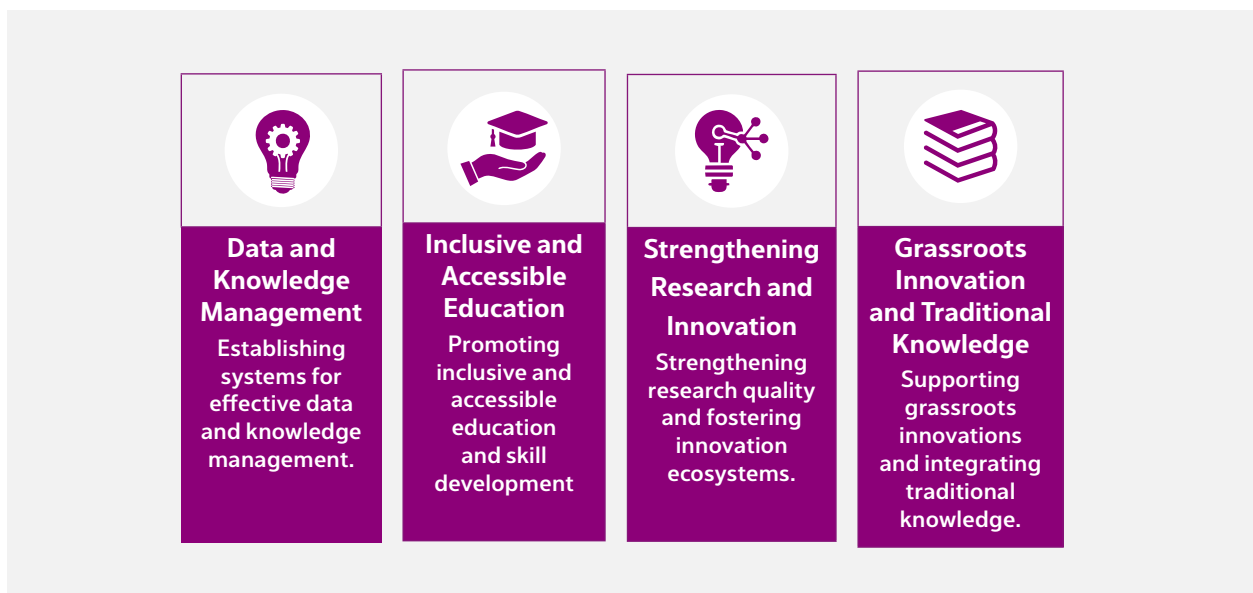 Data and
Knowledge
Management
Establishing
systems for
effective data
and knowledge
management.
Inclusive and
Accessible
Education
Promoting
inclusive and
accessible
education
and skill
development
Strengthening
Research and
Innovation
Strengthening
research quality
and fostering
innovation
ecosystems.
Grassroots
Innovation
and Traditional
Knowledge
Supporting
grassroots
innovations
and integrating
traditional
knowledge.